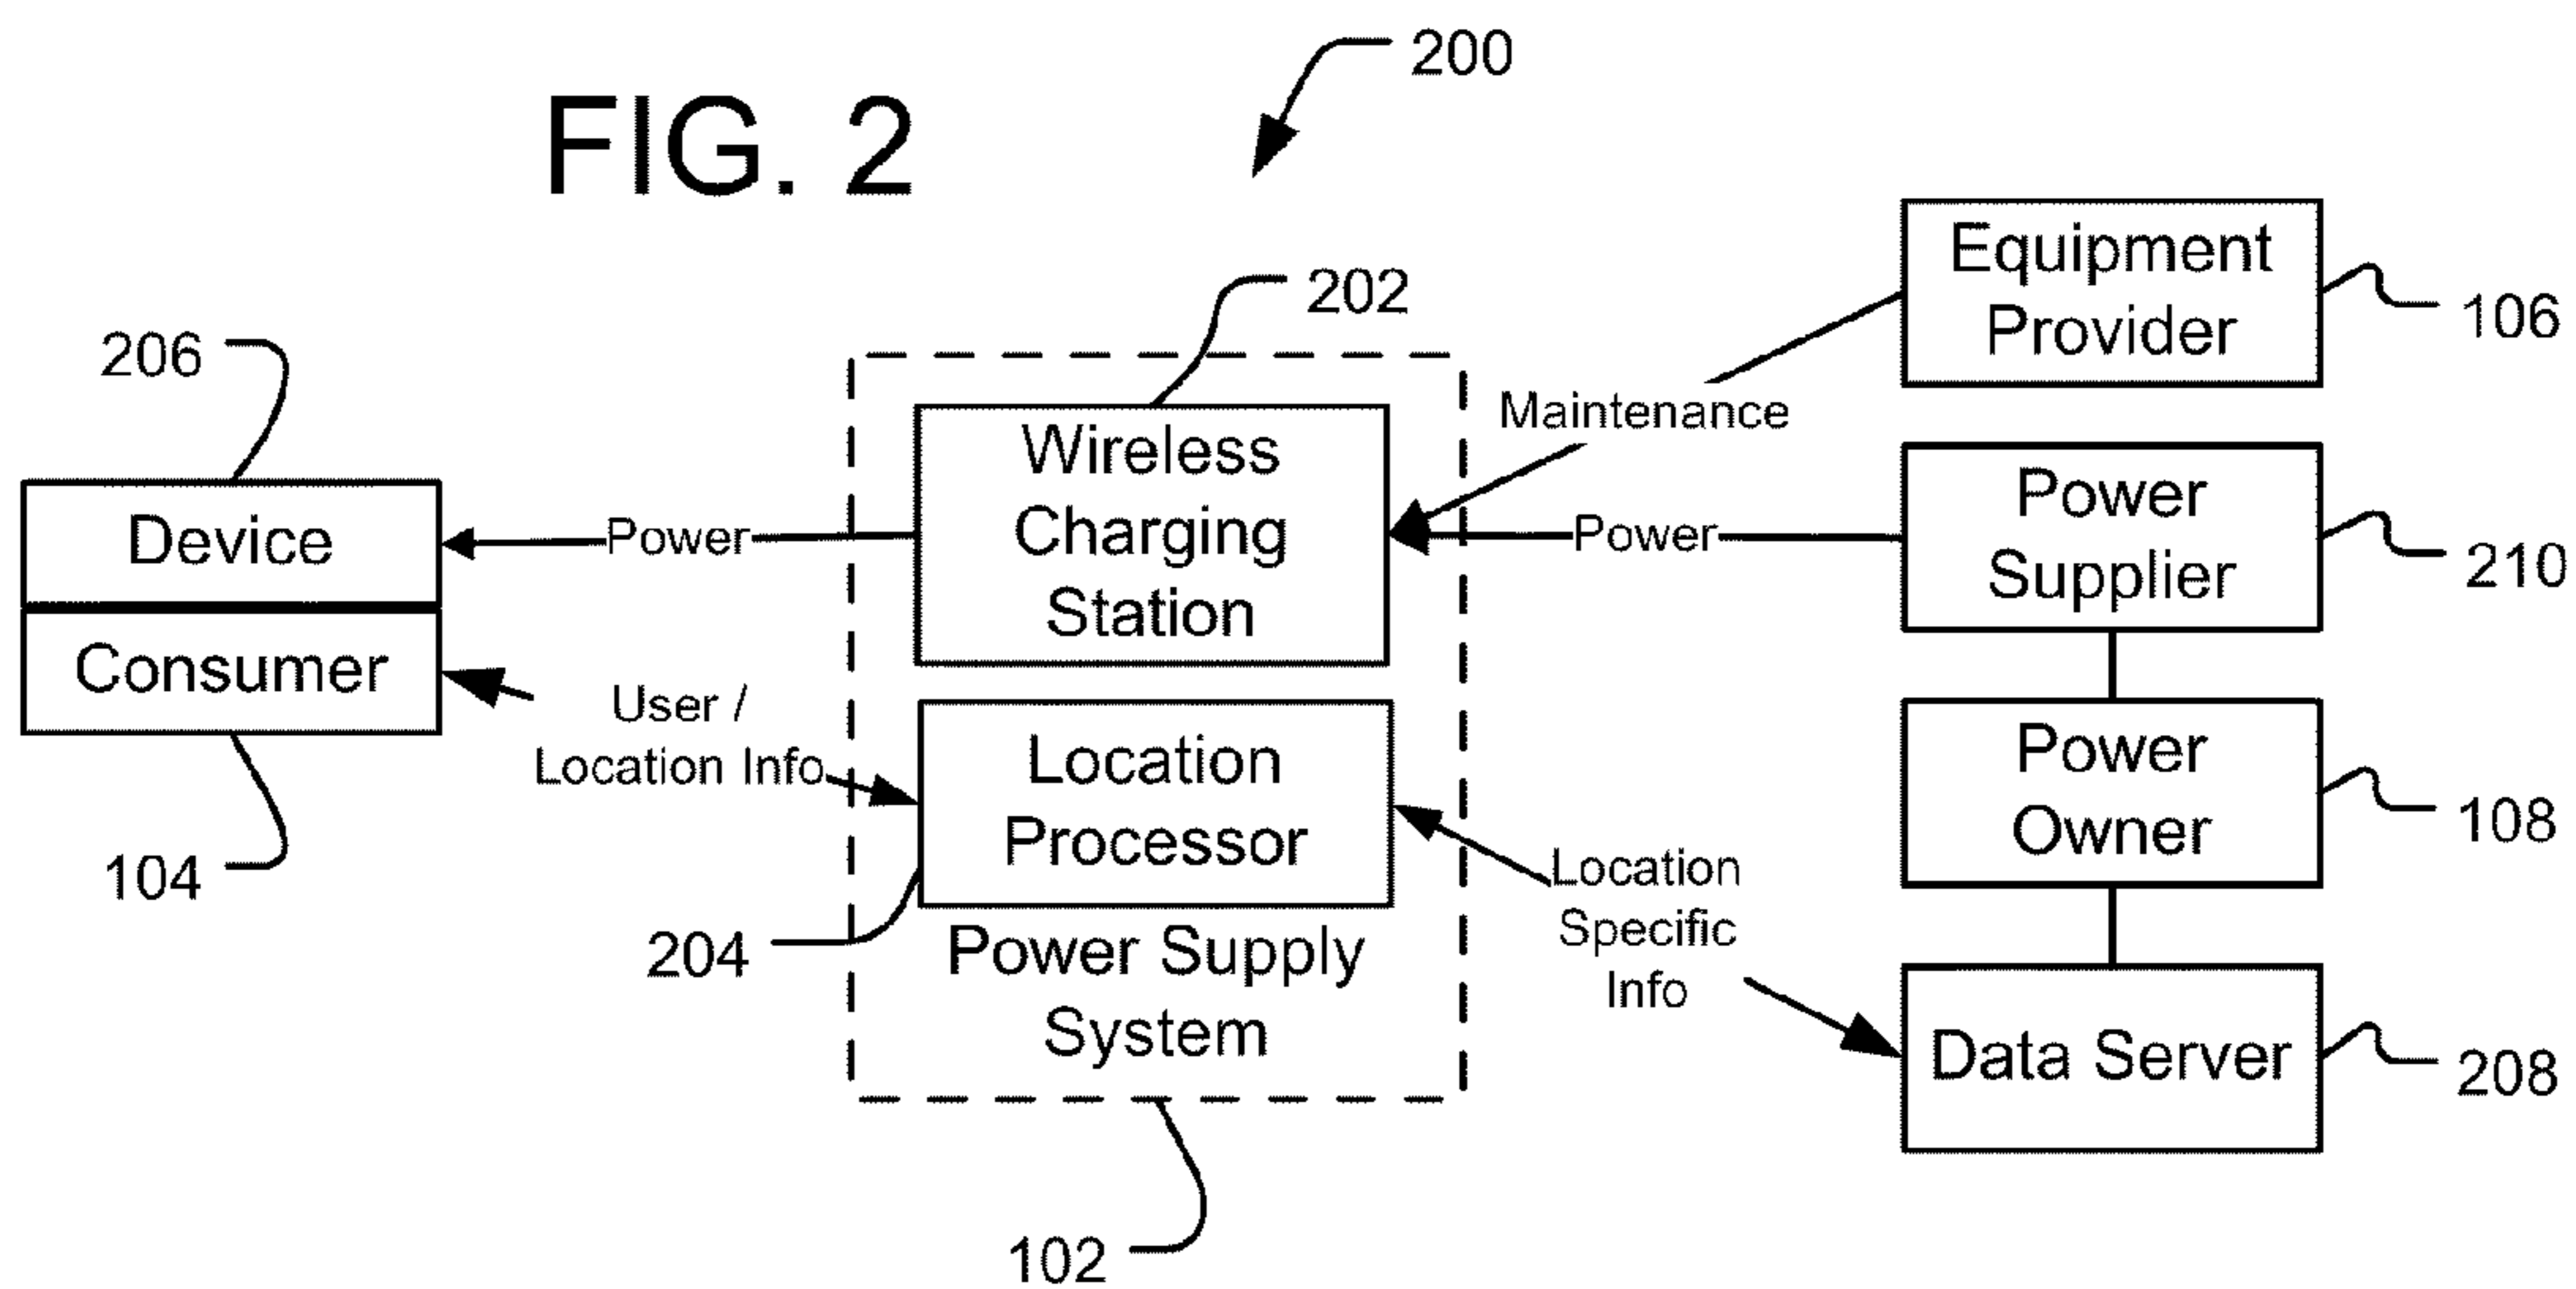 200
FIG. 2
Equipment
Provider
106
202
206
Maintenance
Wireless
Charging
Station
Power
Supplier
210
Device
Power
Power
Consumer
User /
Location Info
Location
Processor
Power
Owner
108
104
204
Location
Specific
Info
Power Supply
System
Data Server
208
102